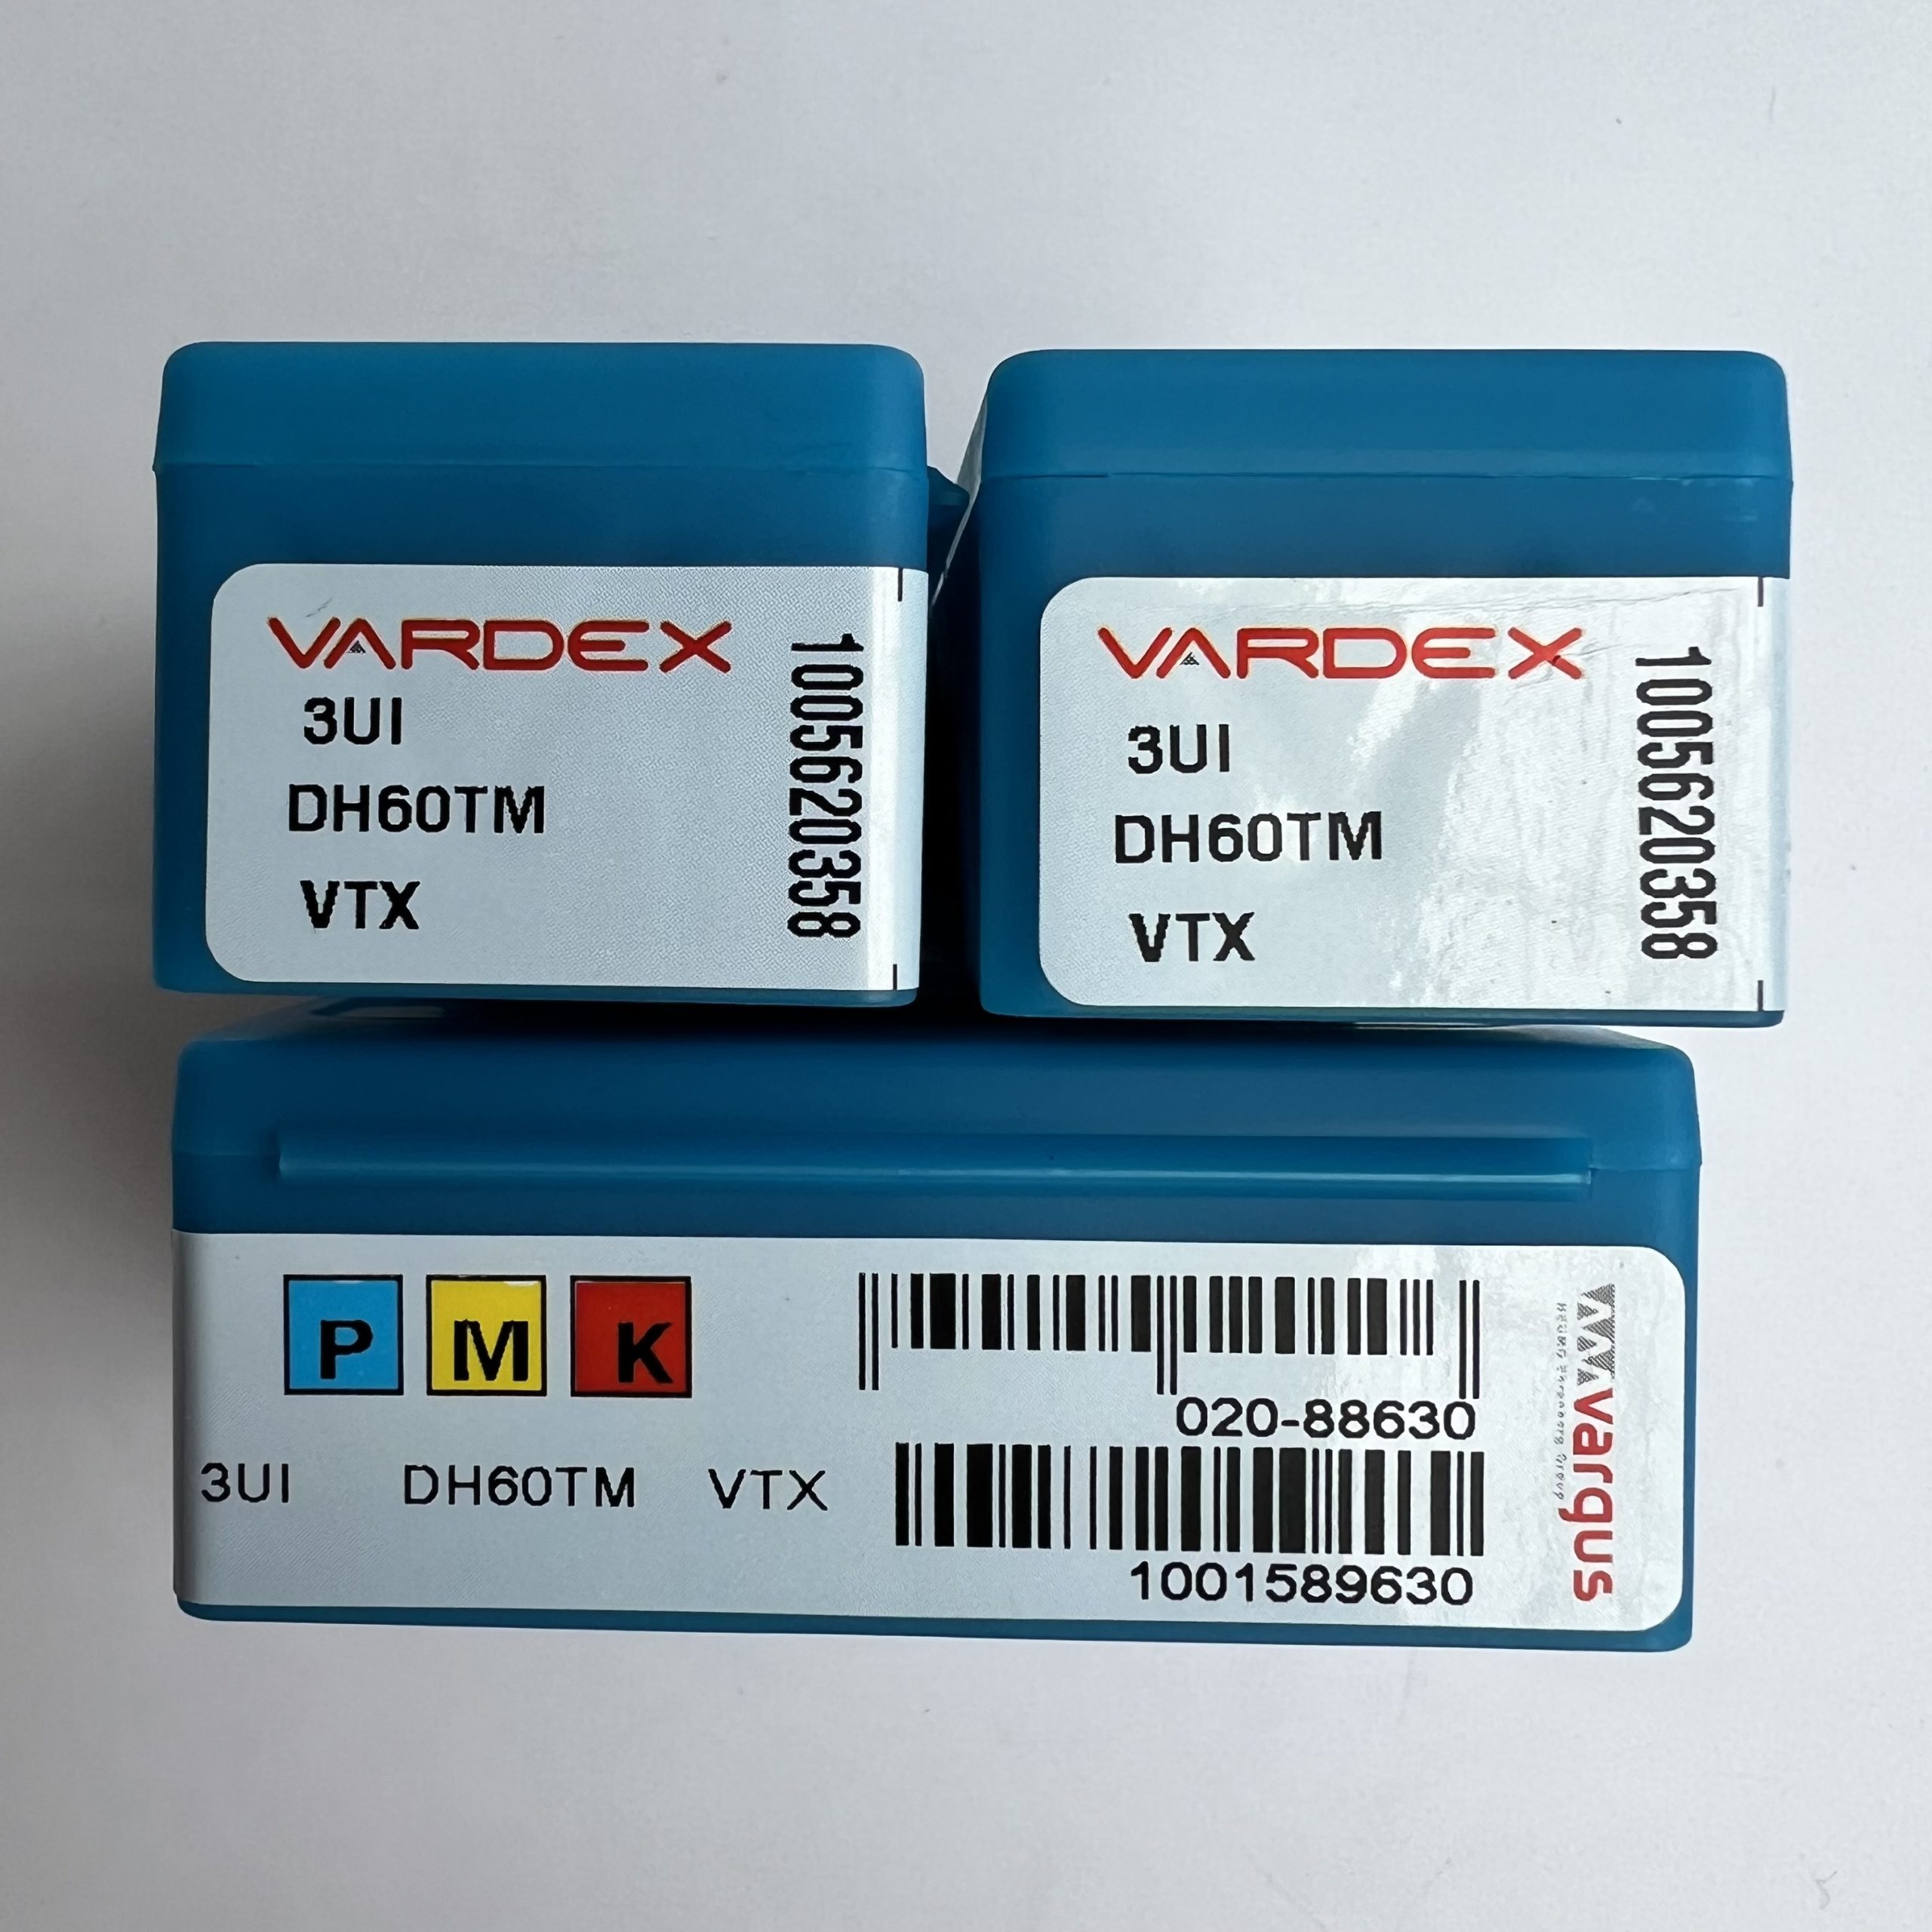 VARDEX
3UI
DH60TM
VTX
1005620358
VARDEX
3UI
DH60TM
VTX
1005620358
P M K
020-88630
3UI DH60TM VTX
1001589630
vargus